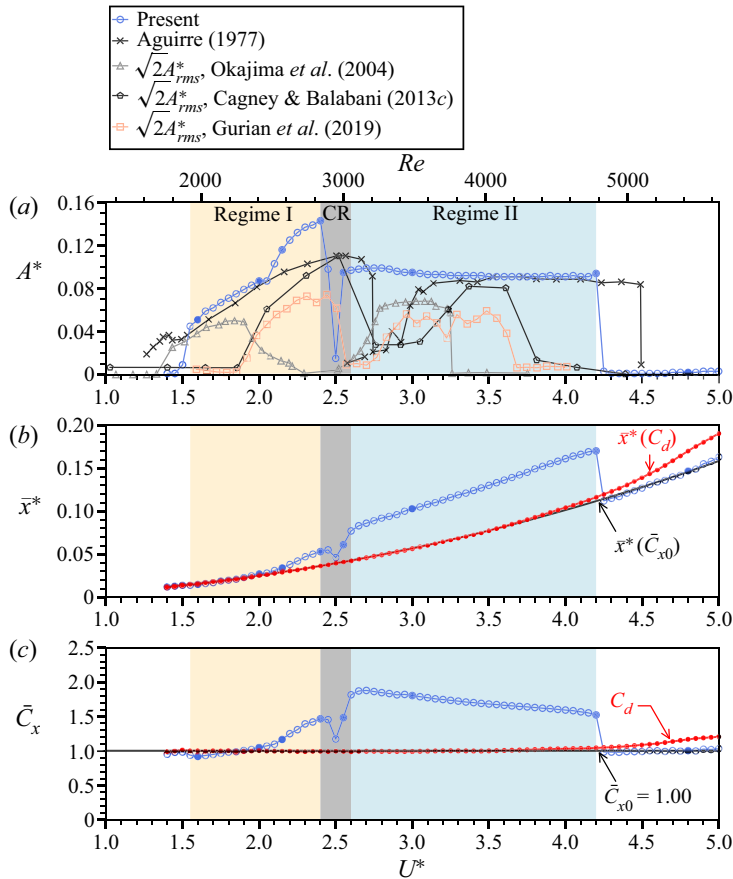 Present
Aguirre (1977)
√2A*rms, Okajima et al. (2004)
√2A*rms, Cagney & Balabani (2013c)
√2A*rms, Gurian et al. (2019)
Re
2000 3000 4000 5000
(a)
0.16
0.12
0.08
0.04
0
A*
Regime I CR Regime II
1.0 1.5 2.0 2.5 3.0 3.5 4.0 4.5 5.0
(b)
0.20
0.15
0.10
0.05
0
x̄*
x̄*(Cd)
x̄*(C̄x0)
1.0 1.5 2.0 2.5 3.0 3.5 4.0 4.5 5.0
(c)
2.5
2.0
1.5
1.0
0.5
0
C̄x
Cd
C̄x0 = 1.00
1.0 1.5 2.0 2.5 3.0 3.5 4.0 4.5 5.0
U*